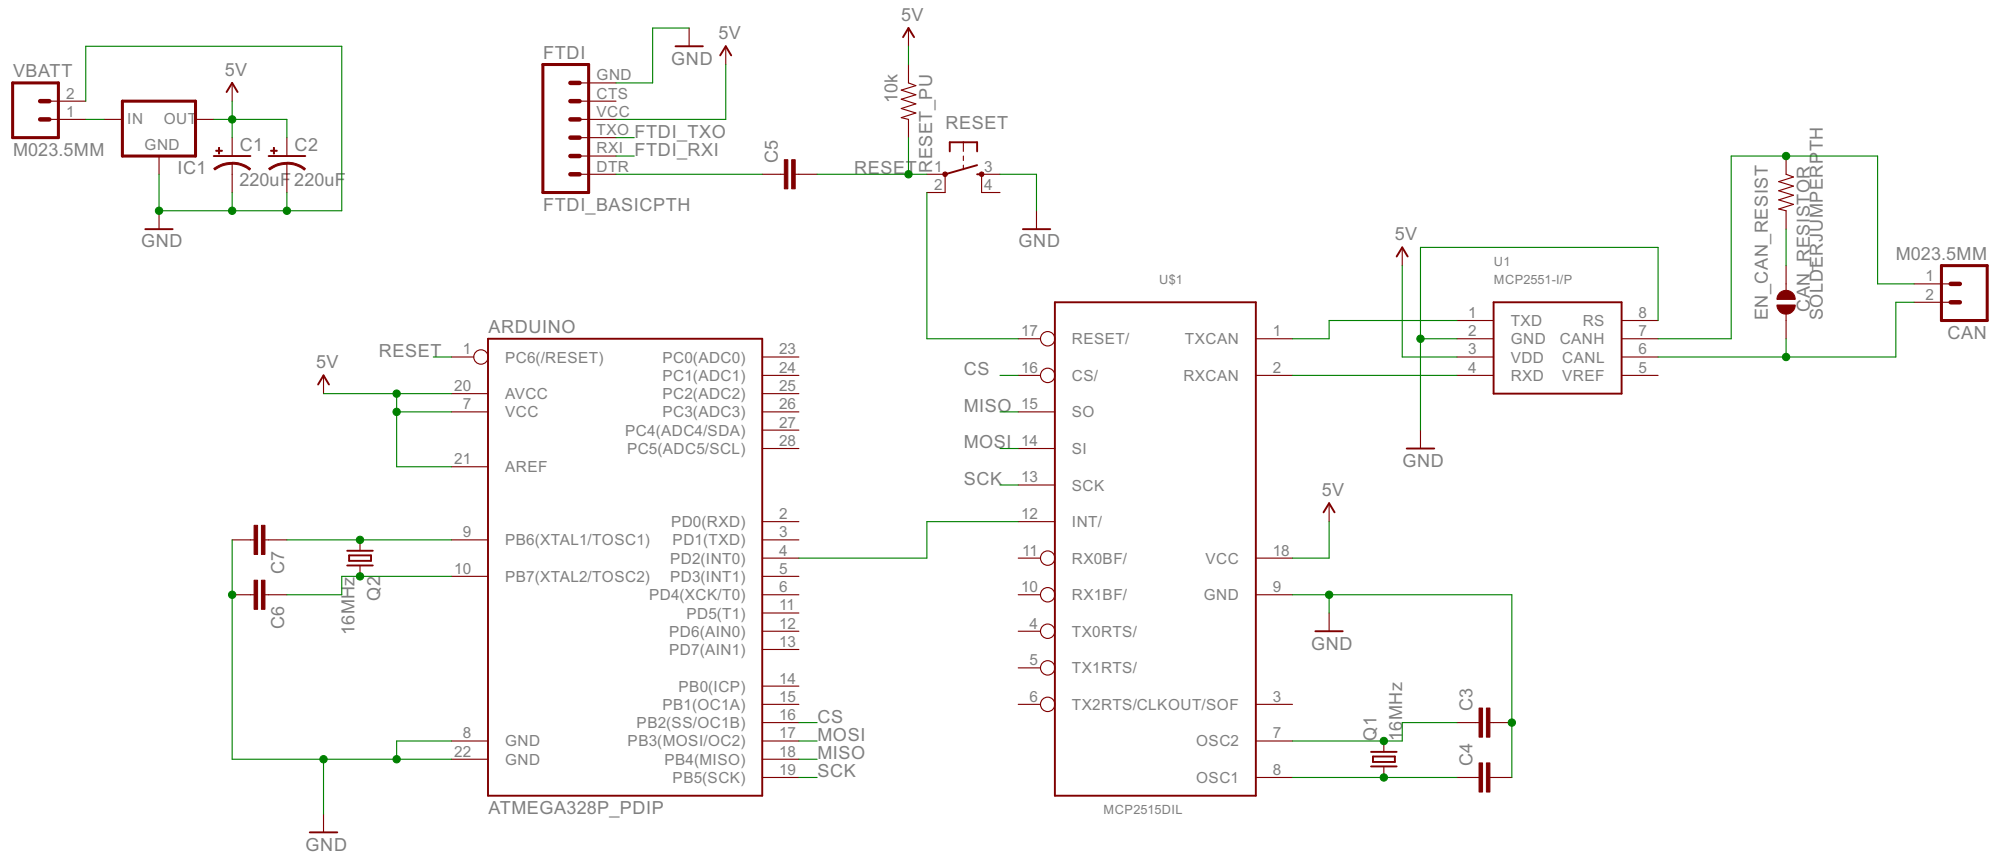 VBATT
2
1
M023.5MM
IN
OUT
GND
IC1
5V
C1
220uF
C2
220uF
GND
FTDI
GND
CTS
VCC
TXO
RXI
DTR
FTDI_TXO
FTDI_RXI
FTDI_BASICPTH
GND
5V
C5
5V
10k
RESET_PU
RESET
RESET
1
2
3
4
GND
ARDUINO
RESET
1
PC6(/RESET)
5V
20
AVCC
7
VCC
21
AREF
9
PB6(XTAL1/TOSC1)
10
PB7(XTAL2/TOSC2)
C7
C6
16MHz
Q2
8
GND
22
GND
GND
PC0(ADC0)
23
PC1(ADC1)
24
PC2(ADC2)
25
PC3(ADC3)
26
PC4(ADC4/SDA)
27
PC5(ADC5/SCL)
28
PD0(RXD)
2
PD1(TXD)
3
PD2(INT0)
4
PD3(INT1)
5
PD4(XCK/T0)
6
PD5(T1)
11
PD6(AIN0)
12
PD7(AIN1)
13
PB0(ICP)
14
PB1(OC1A)
15
PB2(SS/OC1B)
16
CS
PB3(MOSI/OC2)
17
MOSI
PB4(MISO)
18
MISO
PB5(SCK)
19
SCK
ATMEGA328P_PDIP
U$1
17
RESET/
CS
16
CS/
MISO
15
SO
MOSI
14
SI
SCK
13
SCK
12
INT/
11
RX0BF/
10
RX1BF/
4
TX0RTS/
5
TX1RTS/
6
TX2RTS/CLKOUT/SOF
3
TXCAN
1
RXCAN
2
VCC
18
GND
9
OSC2
7
OSC1
8
MCP2515DIL
5V
GND
Q1
16MHz
C3
C4
5V
U1
MCP2551-I/P
1
TXD
2
GND
3
VDD
4
RXD
RS
8
CANH
7
CANL
6
VREF
5
GND
EN_CAN_RESIST
CAN_RESISTOR
SOLDERJUMPERPTH
M023.5MM
1
2
CAN